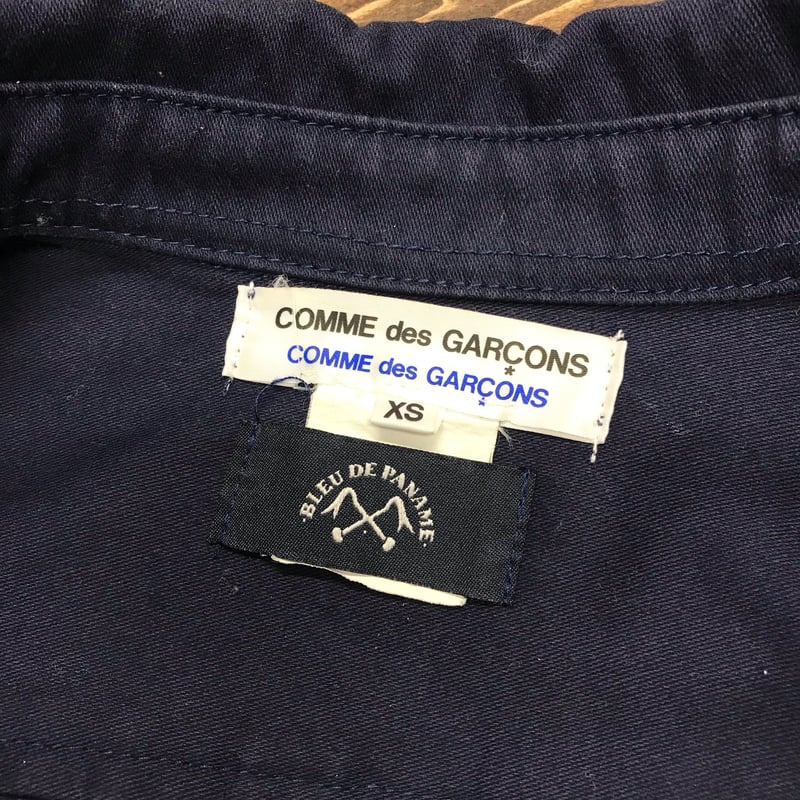 COMME des GARÇONS
*
COMME des GARÇONS
*
XS
·BLEU DE PANAME·